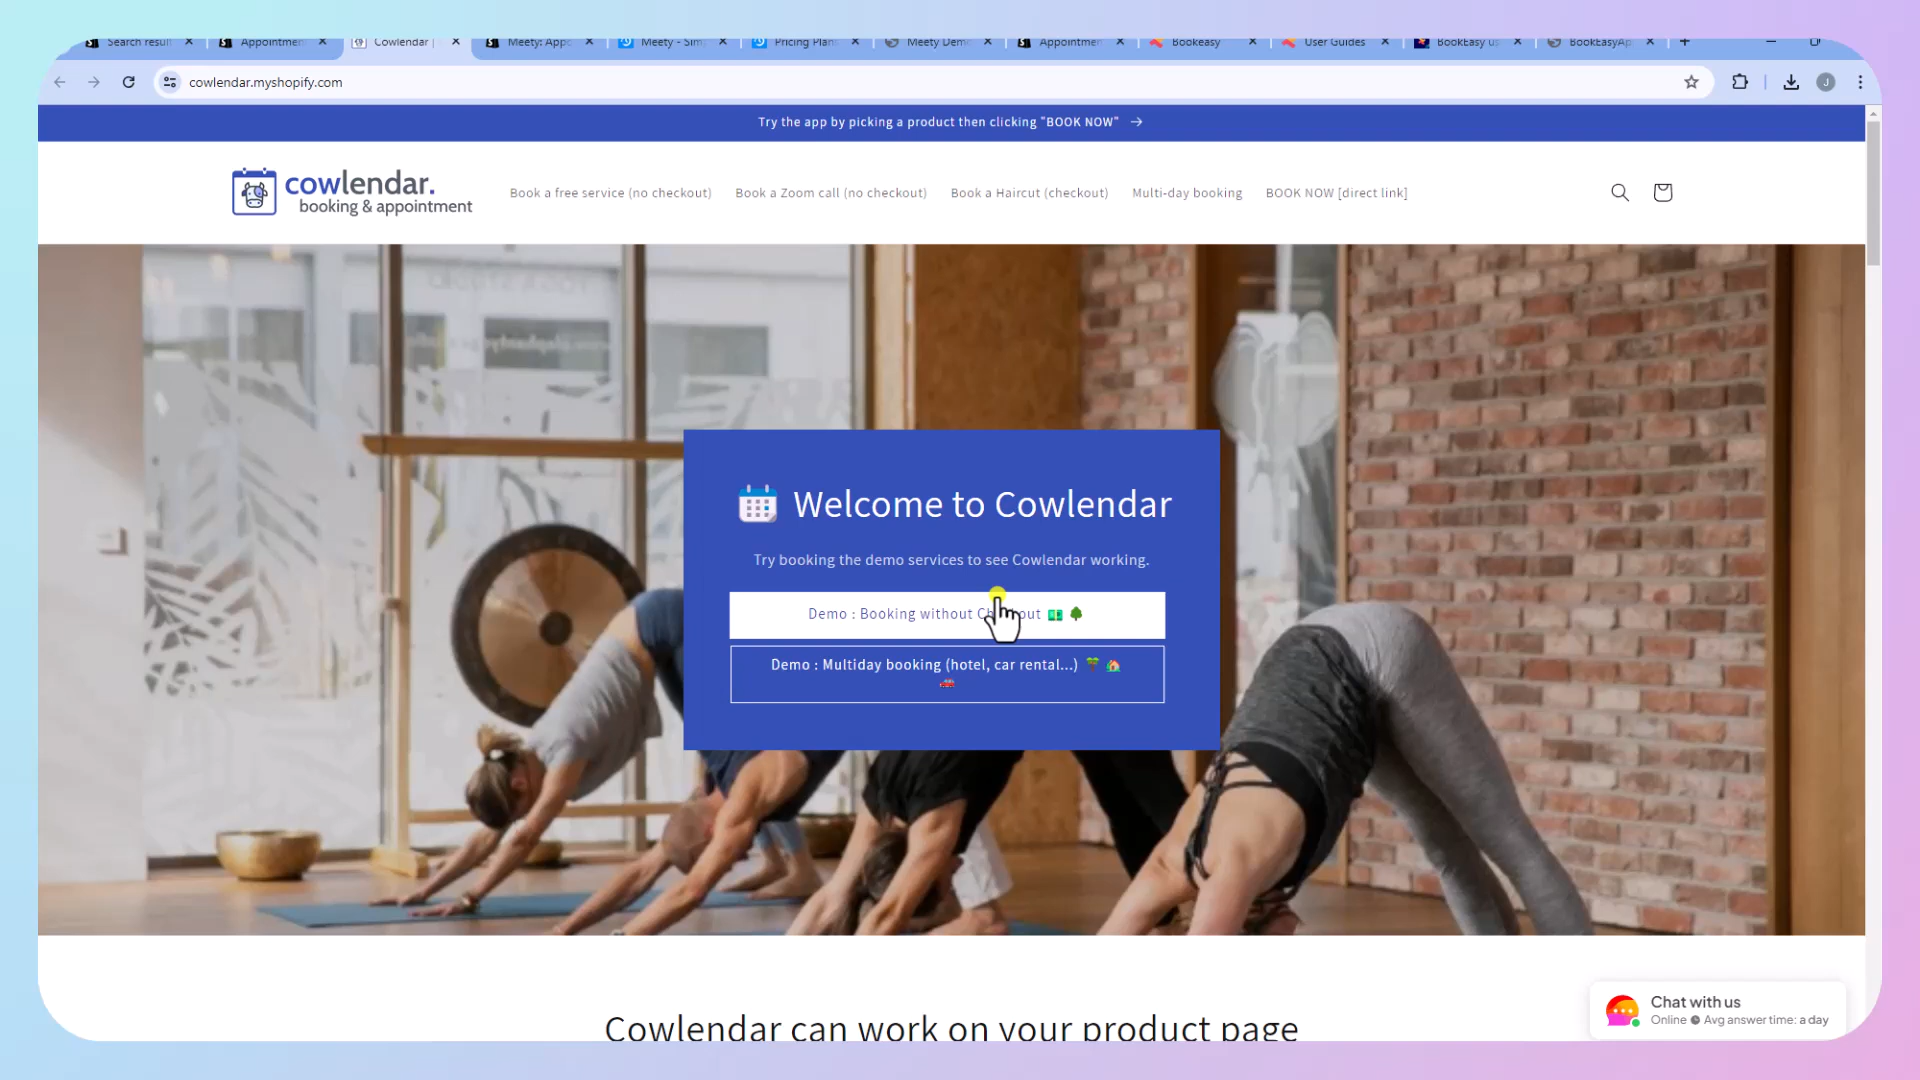 Search result
Appointmen
Cowlendar |
Meety: Appo
Meety - Sim
Pricing Plan
Meety Dem
Appointmen
Bookeasy
User Guides
BookEasy u
BookEasyAp
cowlendar.myshopify.com
J
Try the app by picking a product then clicking "BOOK NOW" →
cowlendar.
booking & appointment
Book a free service (no checkout)
Book a Zoom call (no checkout)
Book a Haircut (checkout)
Multi-day booking
BOOK NOW [direct link]
Welcome to Cowlendar
Try booking the demo services to see Cowlendar working.
Demo : Booking without Ch out
Demo : Multiday booking (hotel, car rental...)
Cowlendar can work on your product page
Chat with us
Online Avg answer time: a day